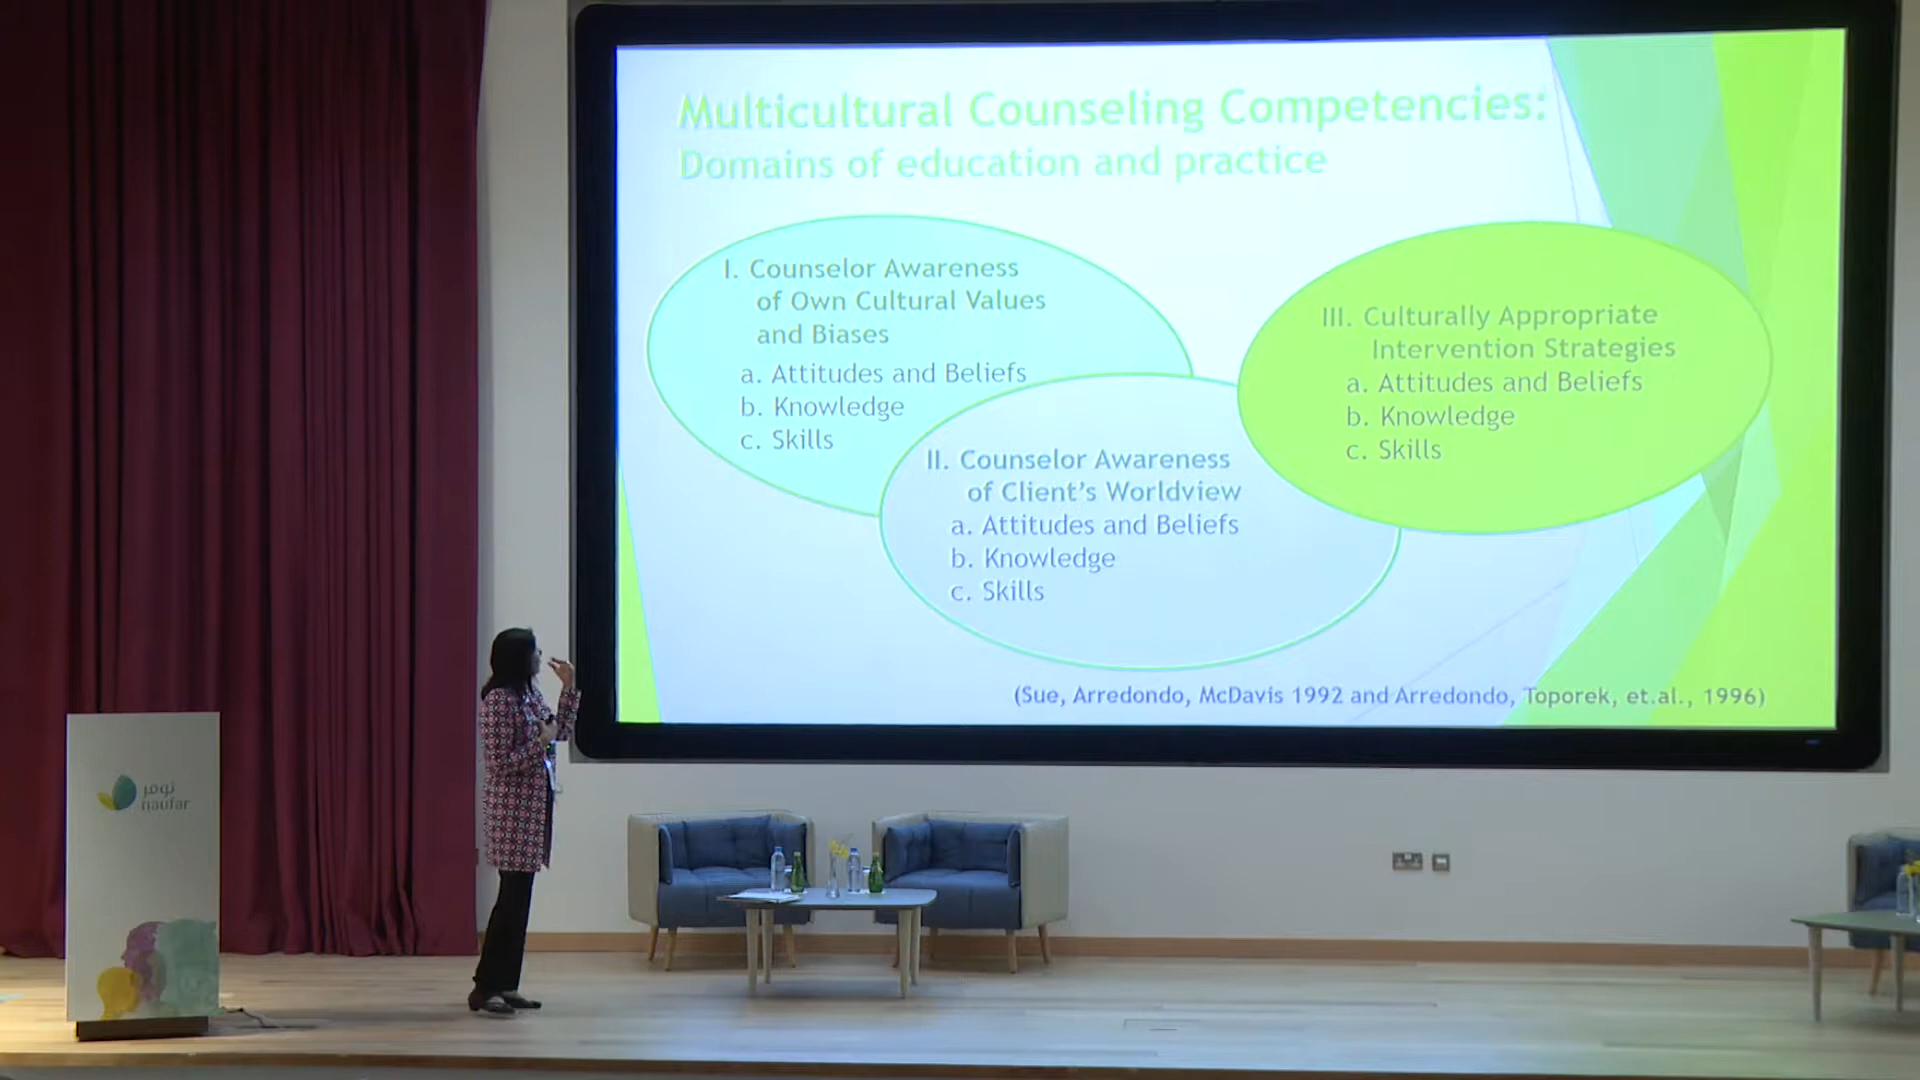 Multicultural Counseling Competencies:
Domains of education and practice
I. Counselor Awareness
of Own Cultural Values
and Biases
a. Attitudes and Beliefs
b. Knowledge
c. Skills
II. Counselor Awareness
of Client's Worldview
a. Attitudes and Beliefs
b. Knowledge
c. Skills
III. Culturally Appropriate
Intervention Strategies
a. Attitudes and Beliefs
b. Knowledge
c. Skills
(Sue, Arredondo, McDavis 1992 and Arredondo, Toporek, et.al., 1996)
نوفر
naufar